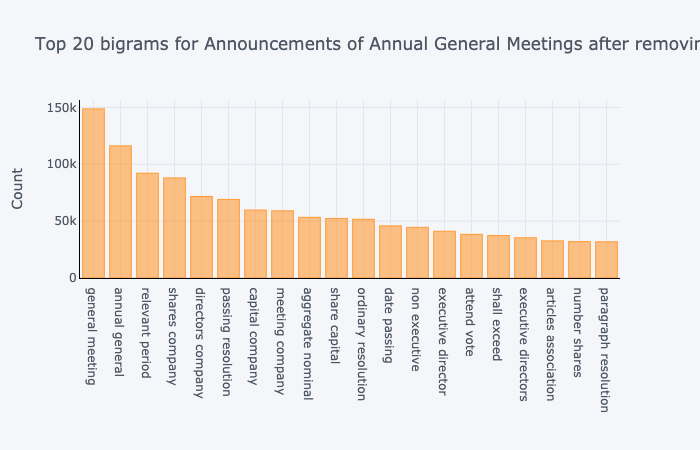 Top 20 bigrams for Announcements of Annual General Meetings after
Count
150k
100k
50k
0
general meeting
annual general
relevant period
shares company
directors company
passing resolution
capital company
meeting company
aggregate nominal
share capital
ordinary resolution
date passing
non executive
executive director
attend vote
shall exceed
executive directors
articles association
number shares
paragraph resolution